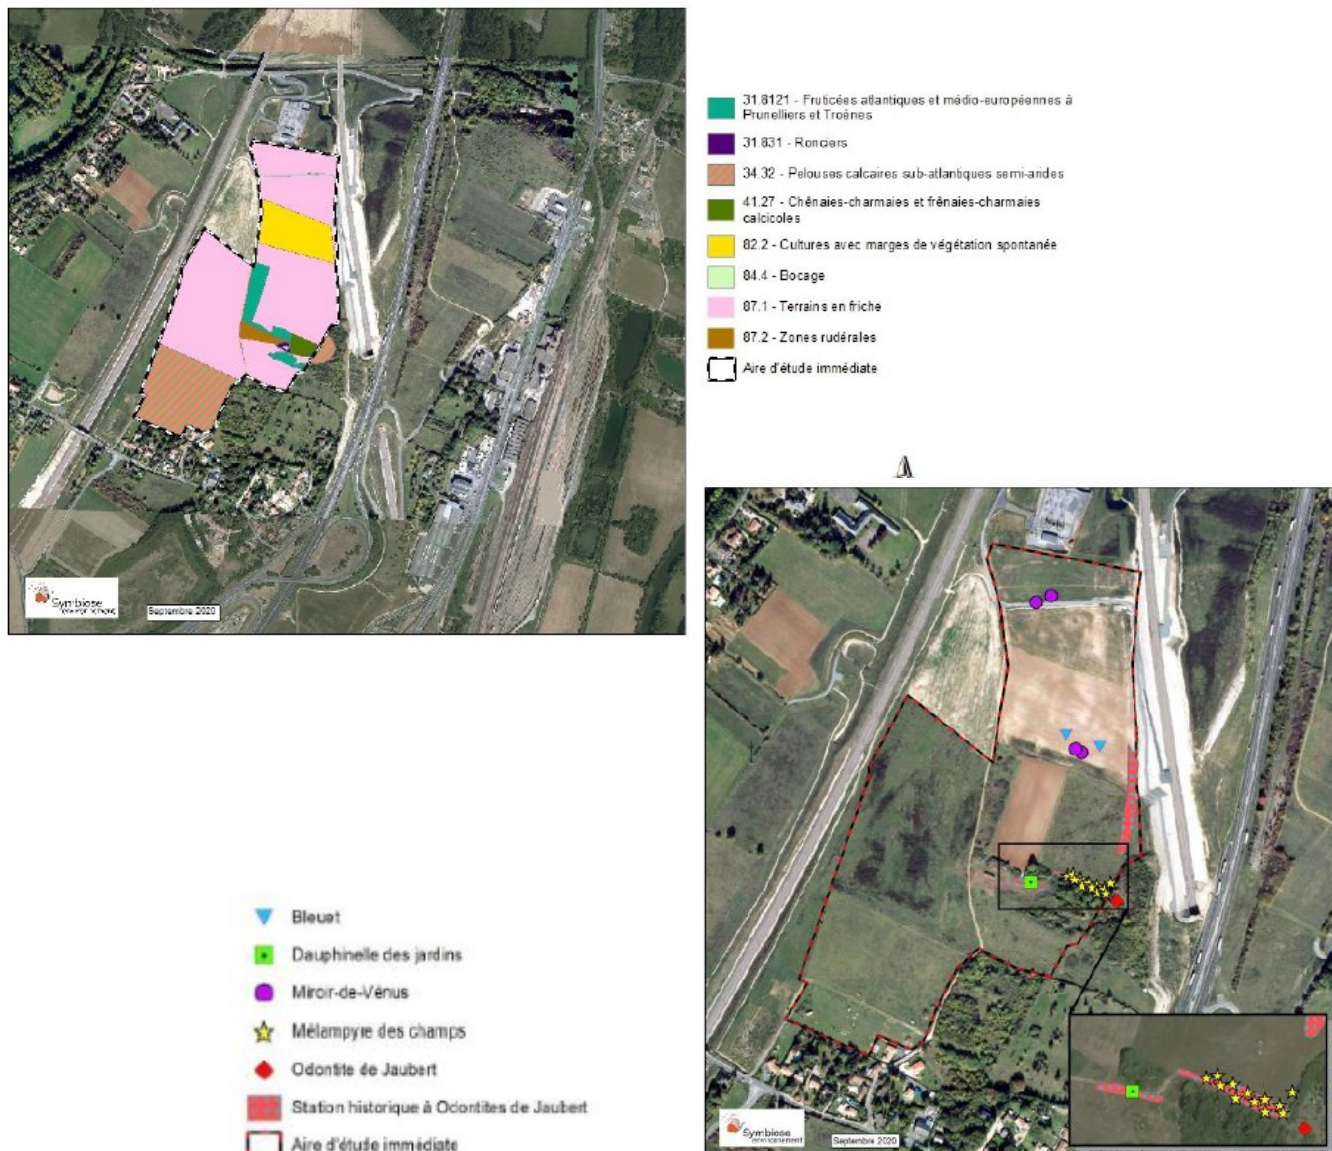 31.8121 - Fruticées atlantiques et médio-européennes à
Prunelliers et Troënes
31.831 - Ronciers
34.32 - Pelouses calcaires sub-atlantiques semi-arides
41.27 - Chênaies-charmaies et frênaies-charmaies
calcicoles
82.2 - Cultures avec marges de végétation spontanée
84.4 - Bocage
87.1 - Terrains en friche
87.2 - Zones rudérales
Aire d'étude immédiate
Symbiose
environnement
Septembre 2020
Bleuet
Dauphinelle des jardins
Miroir-de-Vénus
Mélampyre des champs
Odontite de Jaubert
Station historique à Odontites de Jaubert
Aire d'étude immédiate
Symbiose
environnement
Septembre 2020